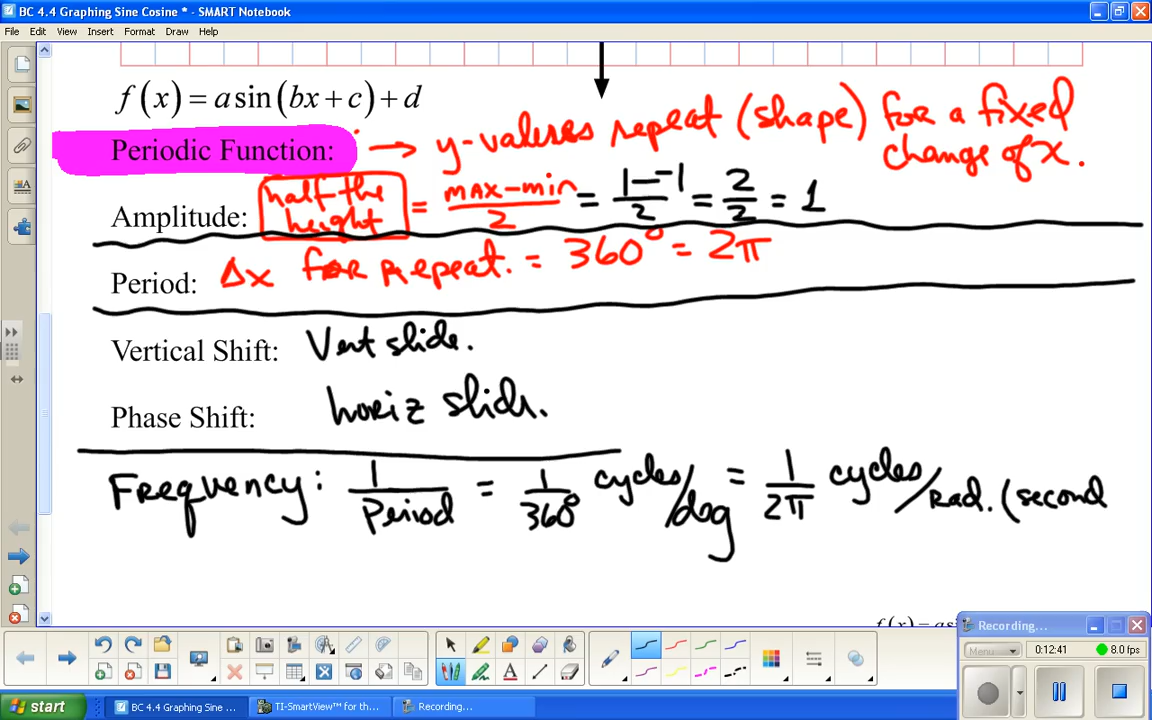 BC 4.4 Graphing Sine Cosine * - SMART Notebook
File Edit View Insert Format Draw Help
f(x) = a sin(bx + c) + d
Periodic Function: → y-values repeat (shape) for a fixed change of x.
Amplitude: half the height = max-min/2 = 1--1/2 = 2/2 = 1
Period: Δx for repeat. = 360° = 2π
Vertical Shift: Vert slide.
Phase Shift: horiz slide.
Frequency: 1/Period = 1/360° cycles/deg = 1/2π cycles/Rad. (second
Recording...
Menu
0:12:41
8.0 fps
start
BC 4.4 Graphing Sine ...
TI-SmartView™ for th...
Recording...